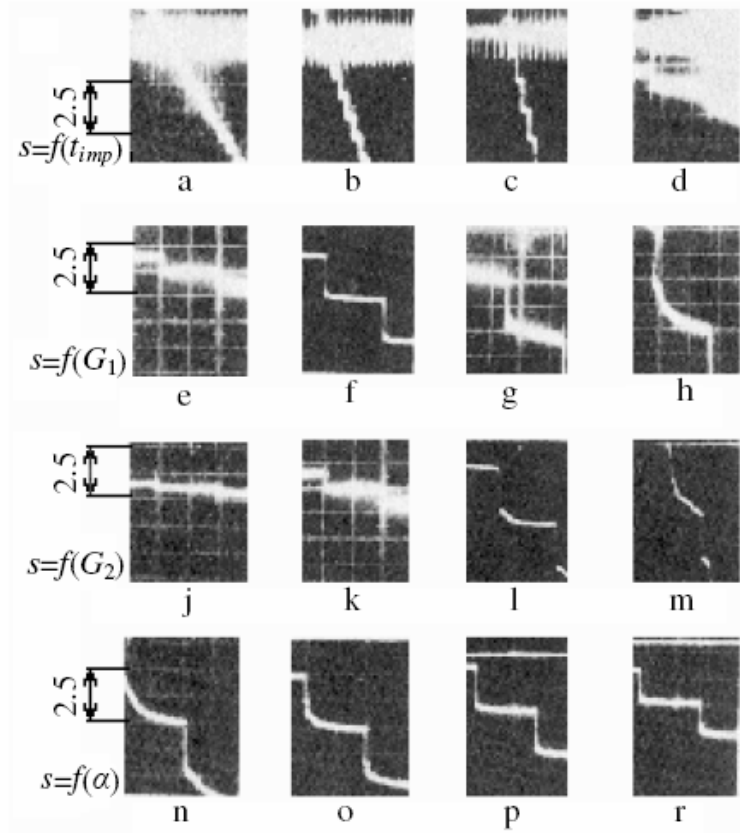 2.5
s=f(t_imp)
a b c d
2.5
s=f(G_1)
e f g h
2.5
s=f(G_2)
j k l m
2.5
s=f(α)
n o p r